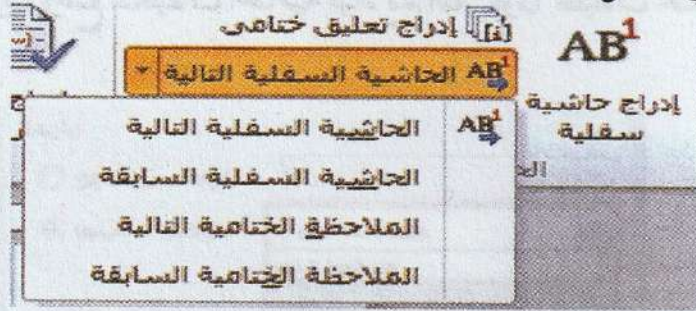 إدراج تعليق ختامى
AB1
الحاشية السفلية التالية
إدراج حاشية
سفلية
الحاشية السفلية التالية
الحاشية السفلية السابقة
الملاحظة الختامية التالية
الملاحظة الختامية السابقة